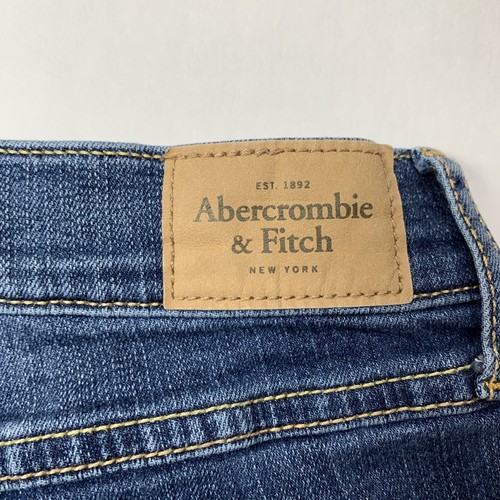 EST. 1892
Abercrombie
& Fitch
NEW YORK